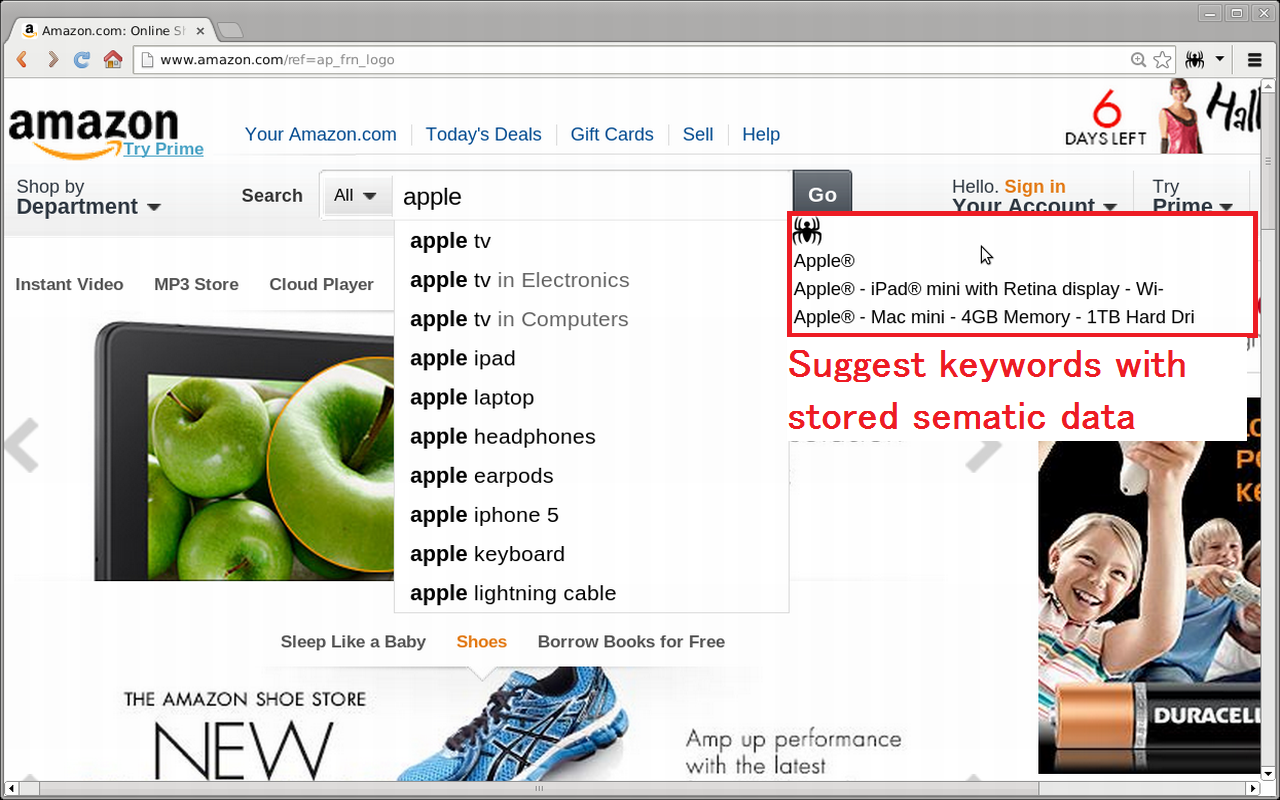 Amazon.com: Online Sh
www.amazon.com/ref=ap_frn_logo
amazon
Try Prime
Your Amazon.com
Today's Deals
Gift Cards
Sell
Help
6
DAYS LEFT
Hall
Shop by
Department
Search
All
apple
Go
Hello. Sign in
Your Account
Try
Prime
Instant Video
MP3 Store
Cloud Player
apple tv
apple tv in Electronics
apple tv in Computers
apple ipad
apple laptop
apple headphones
apple earpods
apple iphone 5
apple keyboard
apple lightning cable
Apple®
Apple® - iPad® mini with Retina display - Wi-
Apple® - Mac mini - 4GB Memory - 1TB Hard Dri
Suggest keywords with
stored sematic data
Sleep Like a Baby
Shoes
Borrow Books for Free
THE AMAZON SHOE STORE
NEW
Amp up performance
with the latest
DURACELL